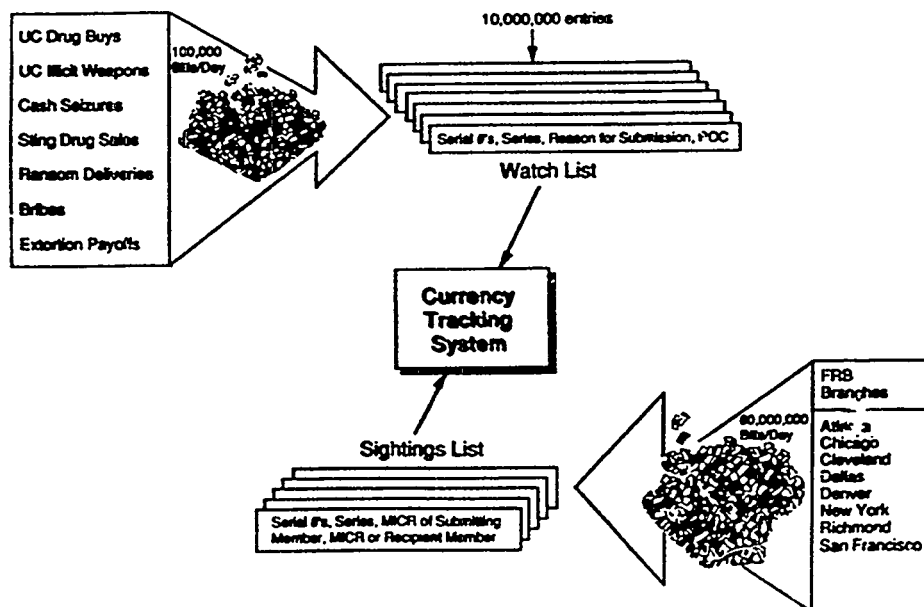 UC Drug Buys
UC Illicit Weapons
Cash Seizures
Sting Drug Sales
Ransom Deliveries
Bribes
Extortion Payoffs
100,000
Bills/Day
10,000,000 entries
Serial #'s, Series, Reason for Submission, POC
Watch List
Currency
Tracking
System
Sightings List
Serial #'s, Series, MICR of Submitting
Member, MICR or Recipient Member
FRB
Branches
Atlanta
Chicago
Cleveland
Dallas
Denver
New York
Richmond
San Francisco
Bills/Day